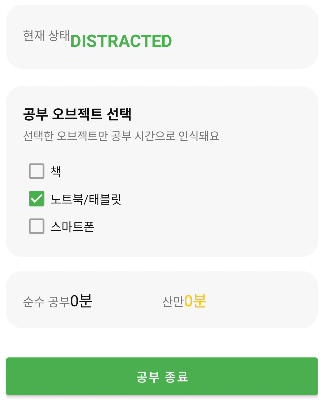 현재 상태DISTRACTED
공부 오브젝트 선택
선택한 오브젝트만 공부 시간으로 인식돼요
책
노트북/태블릿
스마트폰
순수 공부0분 산만0분
공부 종료